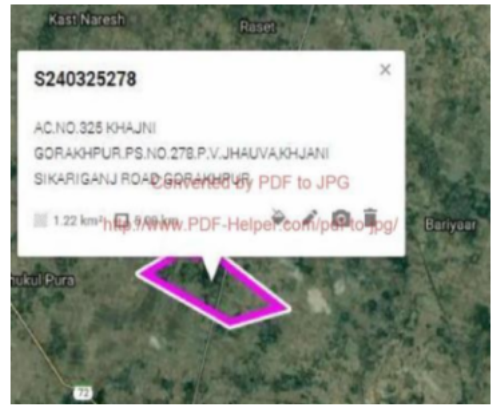 Kast Naresh
Raset
S240325278
AC.NO.325 KHAJNI
GORAKHPUR.PS.NO.278.P.V.JHAUVA,KHJANI
SIKARIGANJ ROAD GORAKHPUR
Converted by PDF to JPG
1.22 km²
http://www.PDF-Helper.com/pdf-to-jpg/
Bariyaar
ukul Pura
72